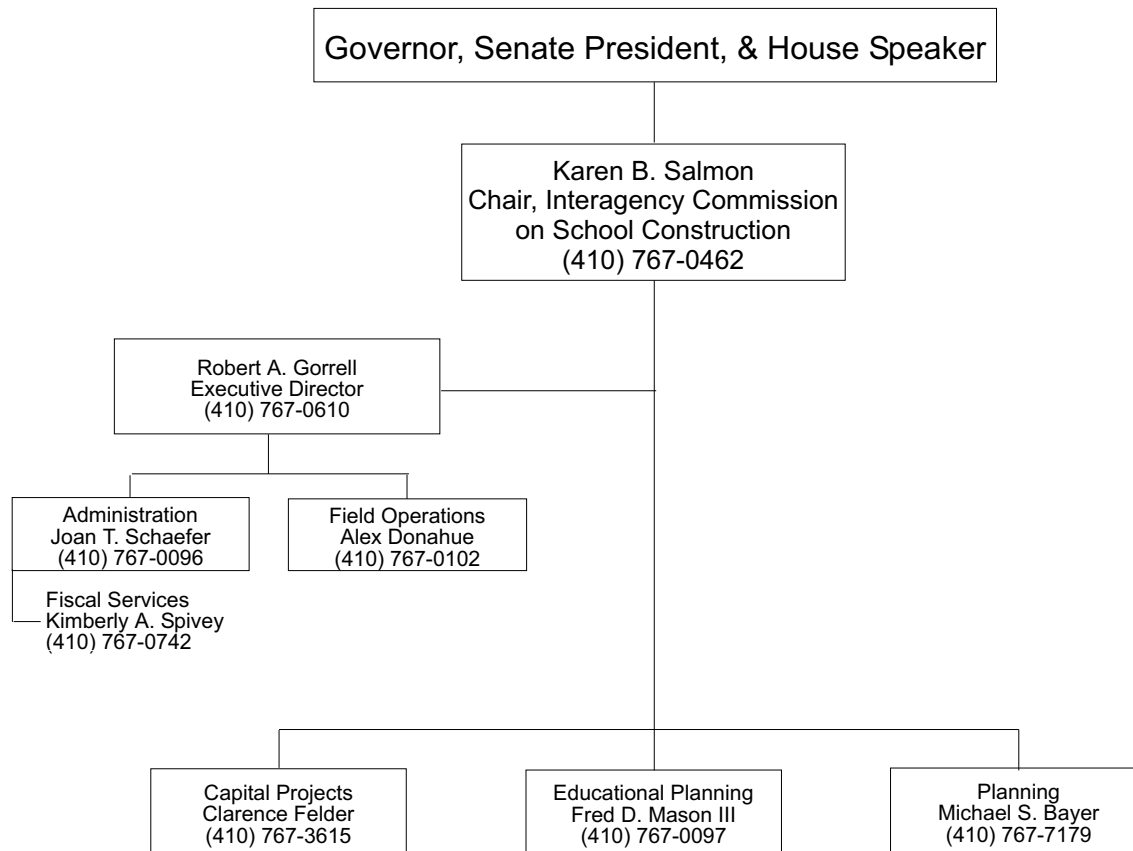 Governor, Senate President, & House Speaker
Karen B. Salmon
Chair, Interagency Commission
on School Construction
(410) 767-0462
Robert A. Gorrell
Executive Director
(410) 767-0610
Administration
Joan T. Schaefer
(410) 767-0096
Field Operations
Alex Donahue
(410) 767-0102
Fiscal Services
Kimberly A. Spivey
(410) 767-0742
Capital Projects
Clarence Felder
(410) 767-3615
Educational Planning
Fred D. Mason III
(410) 767-0097
Planning
Michael S. Bayer
(410) 767-7179